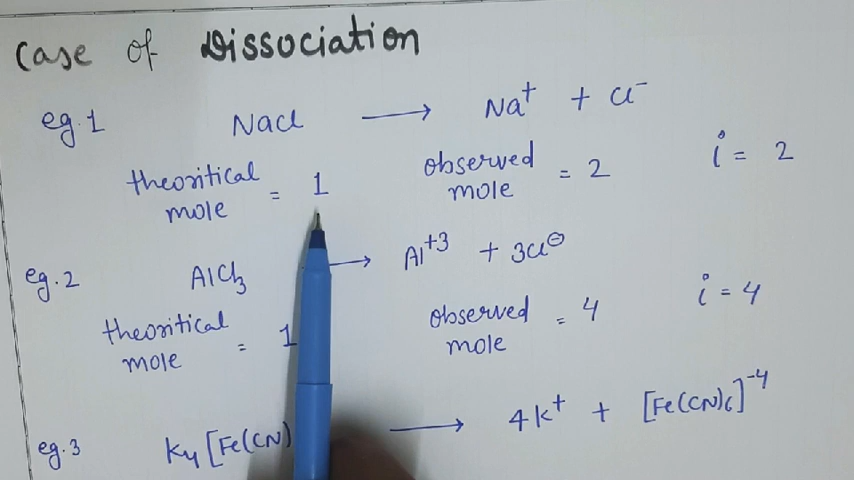 Case of Dissociation
eg.1 NaCl ⟶ Na⁺ + Cl⁻
theoritical mole = 1 observed mole = 2 i = 2
eg.2 AlCl₃ ⟶ Al⁺³ + 3Cl⊖
theoritical mole = 1 observed mole = 4 i = 4
eg.3 K₄[Fe(CN) ⟶ 4K⁺ + [Fe(CN)₆]⁻⁴